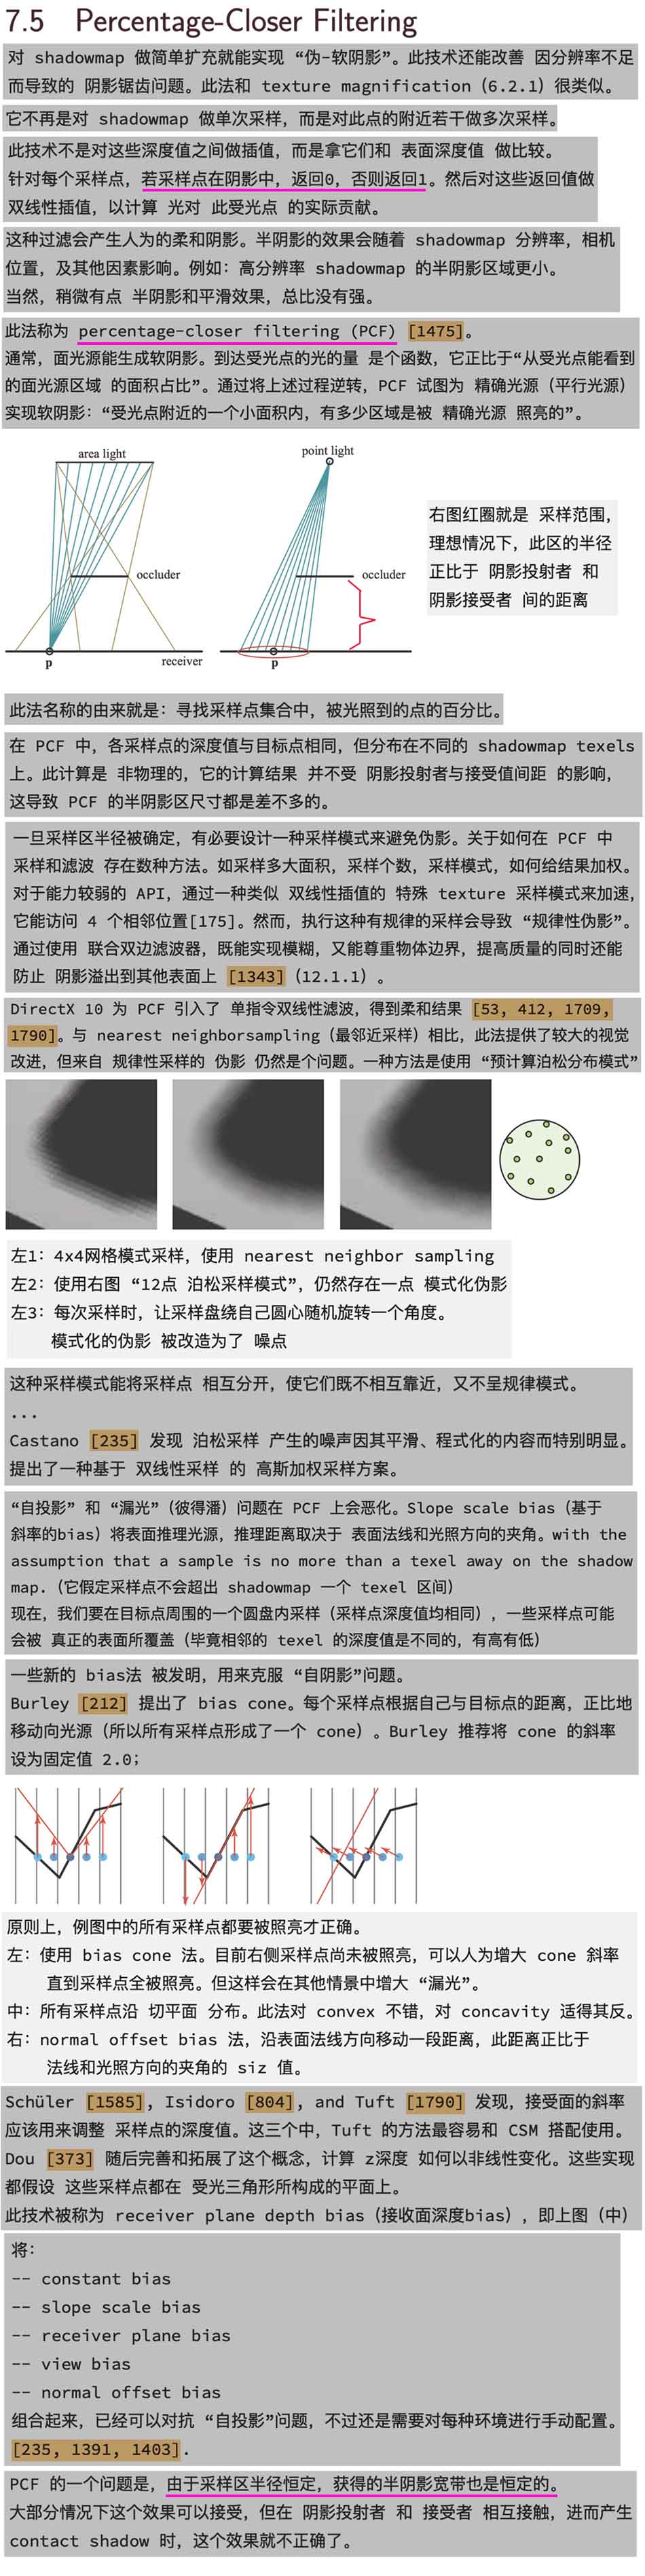 7.5 Percentage-Closer Filtering
对 shadowmap 做简单扩充就能实现 “伪-软阴影”。此技术还能改善 因分辨率不足
而导致的 阴影锯齿问题。此法和 texture magnification（6.2.1）很类似。
它不再是对 shadowmap 做单次采样，而是对此点的附近若干做多次采样。
此技术不是对这些深度值之间做插值，而是拿它们和 表面深度值 做比较。
针对每个采样点，若采样点在阴影中，返回0，否则返回1。然后对这些返回值做
双线性插值，以计算 光对 此受光点 的实际贡献。
这种过滤会产生人为的柔和阴影。半阴影的效果会随着 shadowmap 分辨率，相机
位置，及其他因素影响。例如：高分辨率 shadowmap 的半阴影区域更小。
当然，稍微有点 半阴影和平滑效果，总比没有强。
此法称为 percentage-closer filtering (PCF) [1475]。
通常，面光源能生成软阴影。到达受光点的光的量 是个函数，它正比于“从受光点能看到
的面光源区域 的面积占比”。通过将上述过程逆转，PCF 试图为 精确光源（平行光源）
实现软阴影：“受光点附近的一个小面积内，有多少区域是被 精确光源 照亮的”。
area light
point light
occluder
occluder
p
receiver
p
右图红圈就是 采样范围，
理想情况下，此区的半径
正比于 阴影投射者 和
阴影接受者 间的距离
此法名称的由来就是：寻找采样点集合中，被光照到的点的百分比。
在 PCF 中，各采样点的深度值与目标点相同，但分布在不同的 shadowmap texels
上。此计算是 非物理的，它的计算结果 并不受 阴影投射者与接受值间距 的影响，
这导致 PCF 的半阴影区尺寸都是差不多的。
一旦采样区半径被确定，有必要设计一种采样模式来避免伪影。关于如何在 PCF 中
采样和滤波 存在数种方法。如采样多大面积，采样个数，采样模式，如何给结果加权。
对于能力较弱的 API，通过一种类似 双线性插值的 特殊 texture 采样模式来加速，
它能访问 4 个相邻位置[175]。然而，执行这种有规律的采样会导致 “规律性伪影”。
通过使用 联合双边滤波器，既能实现模糊，又能尊重物体边界，提高质量的同时还能
防止 阴影溢出到其他表面上 [1343]（12.1.1）。
DirectX 10 为 PCF 引入了 单指令双线性滤波，得到柔和结果 [53, 412, 1709,
1790]。与 nearest neighborsampling（最邻近采样）相比，此法提供了较大的视觉
改进，但来自 规律性采样的 伪影 仍然是个问题。一种方法是使用 “预计算泊松分布模式”
左1：4x4网格模式采样，使用 nearest neighbor sampling
左2：使用右图 “12点 泊松采样模式”，仍然存在一点 模式化伪影
左3：每次采样时，让采样盘绕自己圆心随机旋转一个角度。
模式化的伪影 被改造为了 噪点
这种采样模式能将采样点 相互分开，使它们既不相互靠近，又不呈规律模式。
...
Castano [235] 发现 泊松采样 产生的噪声因其平滑、程式化的内容而特别明显。
提出了一种基于 双线性采样 的 高斯加权采样方案。
“自投影” 和 “漏光”（彼得潘）问题在 PCF 上会恶化。Slope scale bias（基于
斜率的bias）将表面推理光源，推理距离取决于 表面法线和光照方向的夹角。with the
assumption that a sample is no more than a texel away on the shadow
map.（它假定采样点不会超出 shadowmap 一个 texel 区间）
现在，我们要在目标点周围的一个圆盘内采样（采样点深度值均相同），一些采样点可能
会被 真正的表面所覆盖（毕竟相邻的 texel 的深度值是不同的，有高有低）
一些新的 bias法 被发明，用来克服 “自阴影”问题。
Burley [212] 提出了 bias cone。每个采样点根据自己与目标点的距离，正比地
移动向光源（所以所有采样点形成了一个 cone）。Burley 推荐将 cone 的斜率
设为固定值 2.0；
原则上，例图中的所有采样点都要被照亮才正确。
左：使用 bias cone 法。目前右侧采样点尚未被照亮，可以人为增大 cone 斜率
直到采样点全被照亮。但这样会在其他情景中增大 “漏光”。
中：所有采样点沿 切平面 分布。此法对 convex 不错，对 concavity 适得其反。
右：normal offset bias 法，沿表面法线方向移动一段距离，此距离正比于
法线和光照方向的夹角的 siz 值。
Schüler [1585], Isidoro [804], and Tuft [1790] 发现，接受面的斜率
应该用来调整 采样点的深度值。这三个中，Tuft 的方法最容易和 CSM 搭配使用。
Dou [373] 随后完善和拓展了这个概念，计算 z深度 如何以非线性变化。这些实现
都假设 这些采样点都在 受光三角形所构成的平面上。
此技术被称为 receiver plane depth bias（接收面深度bias），即上图（中）
将：
-- constant bias
-- slope scale bias
-- receiver plane bias
-- view bias
-- normal offset bias
组合起来，已经可以对抗 “自投影”问题，不过还是需要对每种环境进行手动配置。
[235, 1391, 1403].
PCF 的一个问题是，由于采样区半径恒定，获得的半阴影宽带也是恒定的。
大部分情况下这个效果可以接受，但在 阴影投射者 和 接受者 相互接触，进而产生
contact shadow 时，这个效果就不正确了。